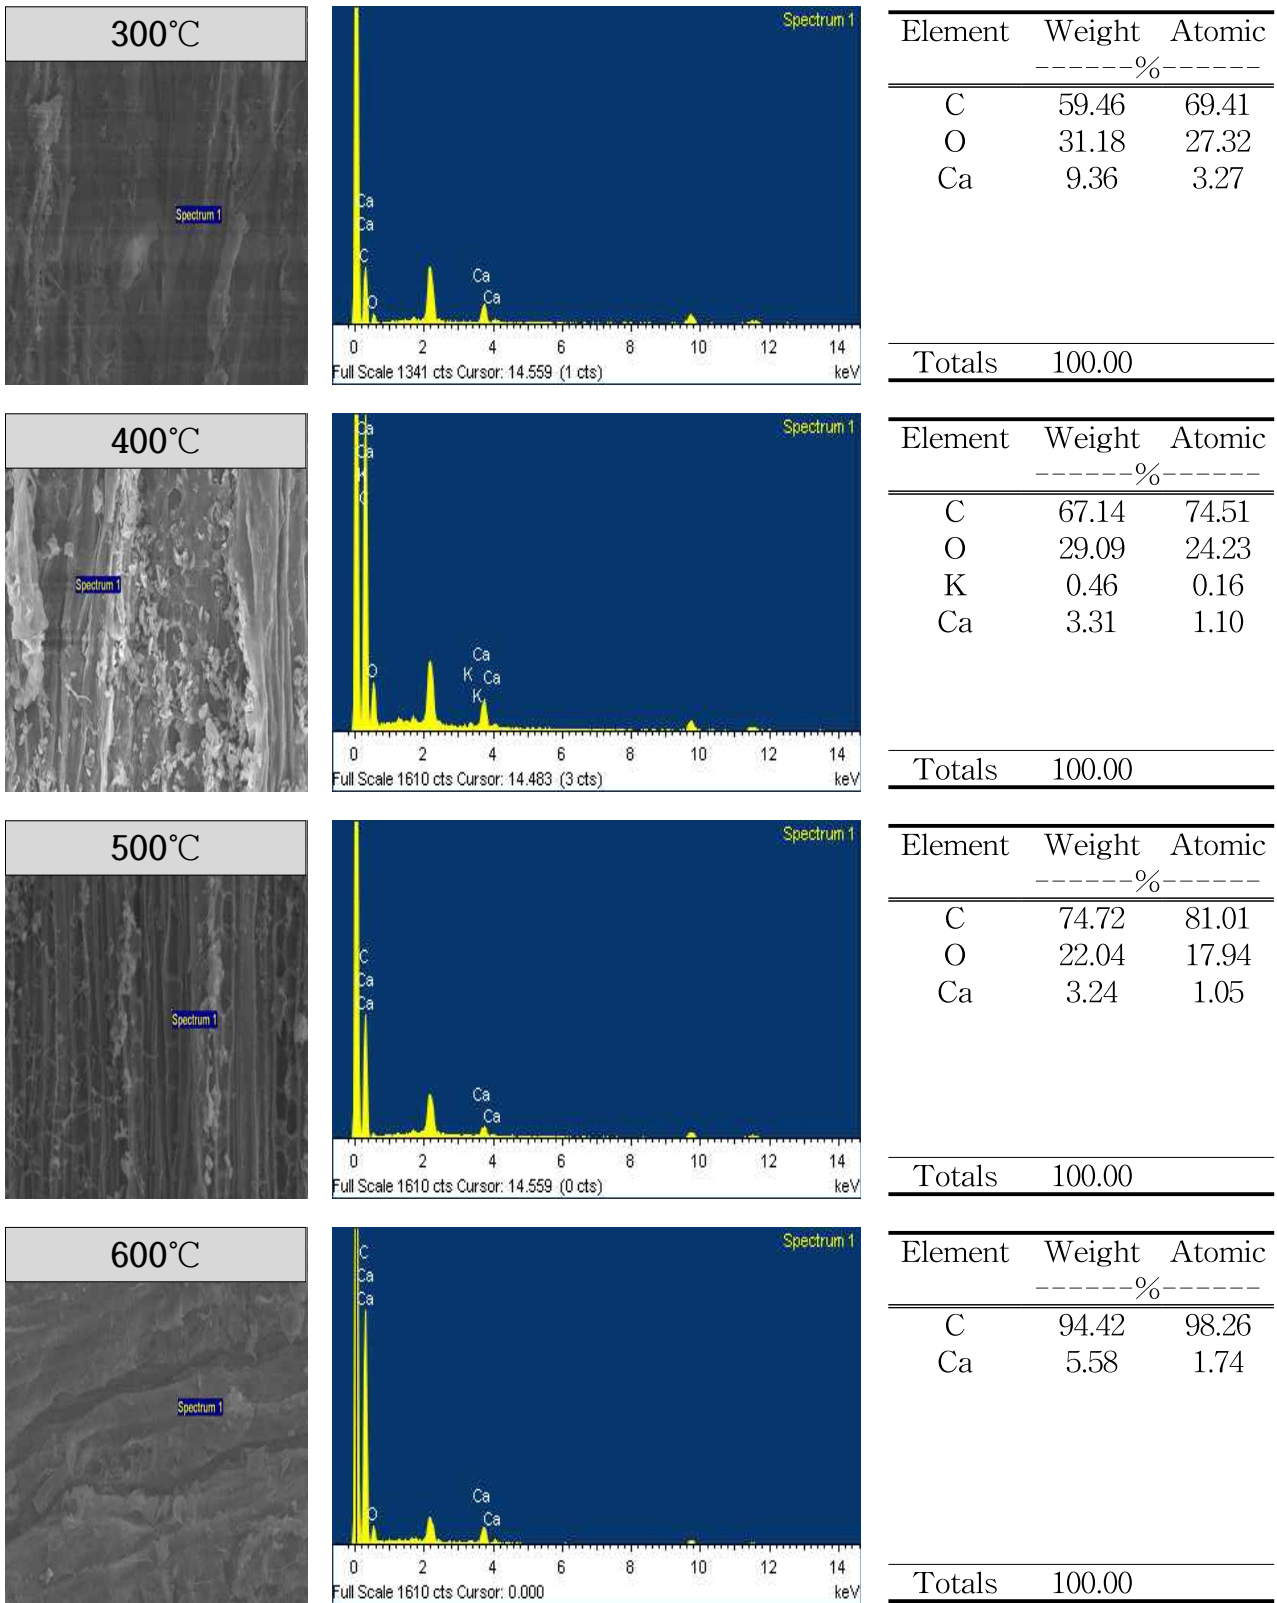 300℃
Spectrum 1
Spectrum 1
Ca
Ca
C
O
Ca
Ca
0 2 4 6 8 10 12 14
Full Scale 1341 cts Cursor: 14.559 (1 cts) keV
Element Weight Atomic
------%------
C 59.46 69.41
O 31.18 27.32
Ca 9.36 3.27
Totals 100.00
400℃
Spectrum 1
Spectrum 1
Ca
Ca
K
C
O
Ca
K Ca
K
0 2 4 6 8 10 12 14
Full Scale 1610 cts Cursor: 14.483 (3 cts) keV
Element Weight Atomic
------%------
C 67.14 74.51
O 29.09 24.23
K 0.46 0.16
Ca 3.31 1.10
Totals 100.00
500℃
Spectrum 1
Spectrum 1
C
Ca
Ca
Ca
Ca
0 2 4 6 8 10 12 14
Full Scale 1610 cts Cursor: 14.559 (0 cts) keV
Element Weight Atomic
------%------
C 74.72 81.01
O 22.04 17.94
Ca 3.24 1.05
Totals 100.00
600℃
Spectrum 1
Spectrum 1
C
Ca
Ca
O
Ca
Ca
0 2 4 6 8 10 12 14
Full Scale 1610 cts Cursor: 0.000 keV
Element Weight Atomic
------%------
C 94.42 98.26
Ca 5.58 1.74
Totals 100.00